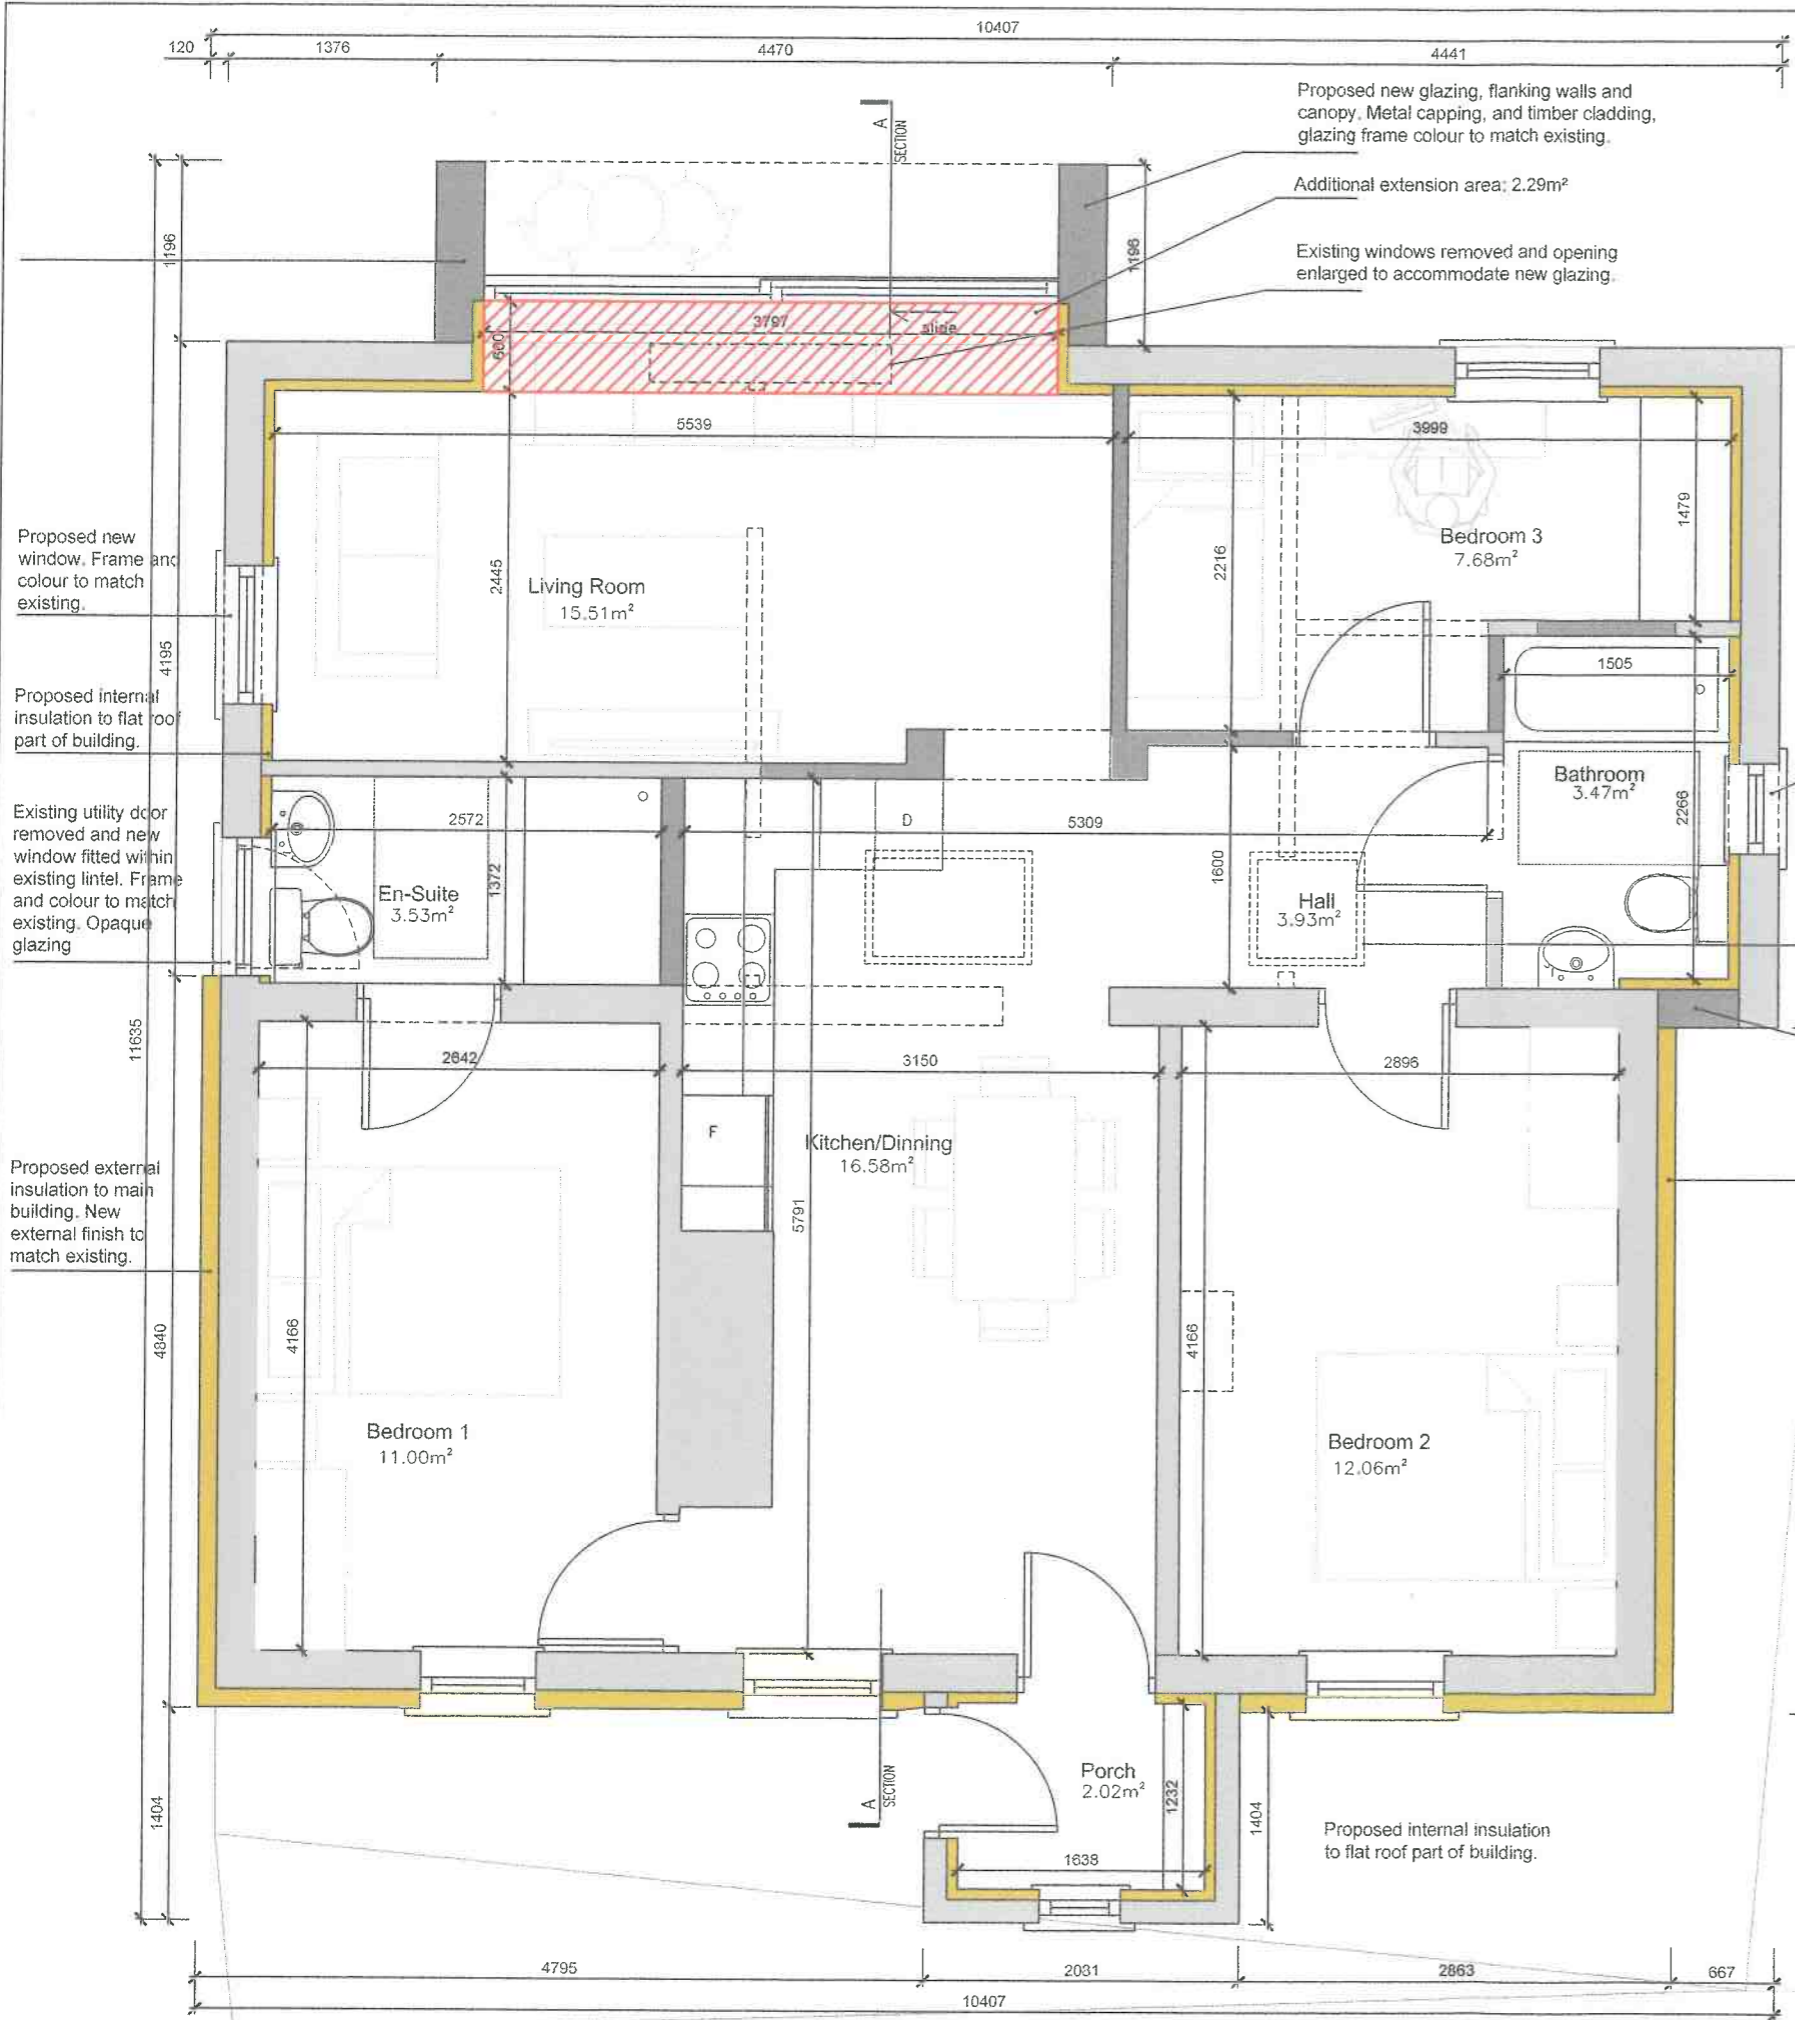 10407
120
1376
4470
4441
Proposed new glazing, flanking walls and
canopy. Metal capping, and timber cladding,
glazing frame colour to match existing.
A
SECTION
Additional extension area: 2.29m²
1196
1196
Existing windows removed and opening
enlarged to accommodate new glazing.
3797
slide
600
5539
3999
1479
Proposed new
window. Frame and
colour to match
existing.
2445
2216
Bedroom 3
7.68m²
Living Room
15.51m²
4195
1505
Proposed internal
insulation to flat roof
part of building.
Bathroom
3.47m²
2266
Existing utility door
removed and new
window fitted within
existing lintel. Frame
and colour to match
existing. Opaque
glazing
2572
D
5309
1372
1600
En-Suite
3.53m²
Hall
3.93m²
11635
2642
3150
2896
F
Kitchen/Dinning
16.58m²
Proposed external
insulation to main
building. New
external finish to
match existing.
5791
4840
4166
4166
Bedroom 1
11.00m²
Bedroom 2
12.06m²
A
SECTION
Porch
2.02m²
1232
1404
1404
Proposed internal insulation
to flat roof part of building.
1638
4795
2031
2863
667
10407